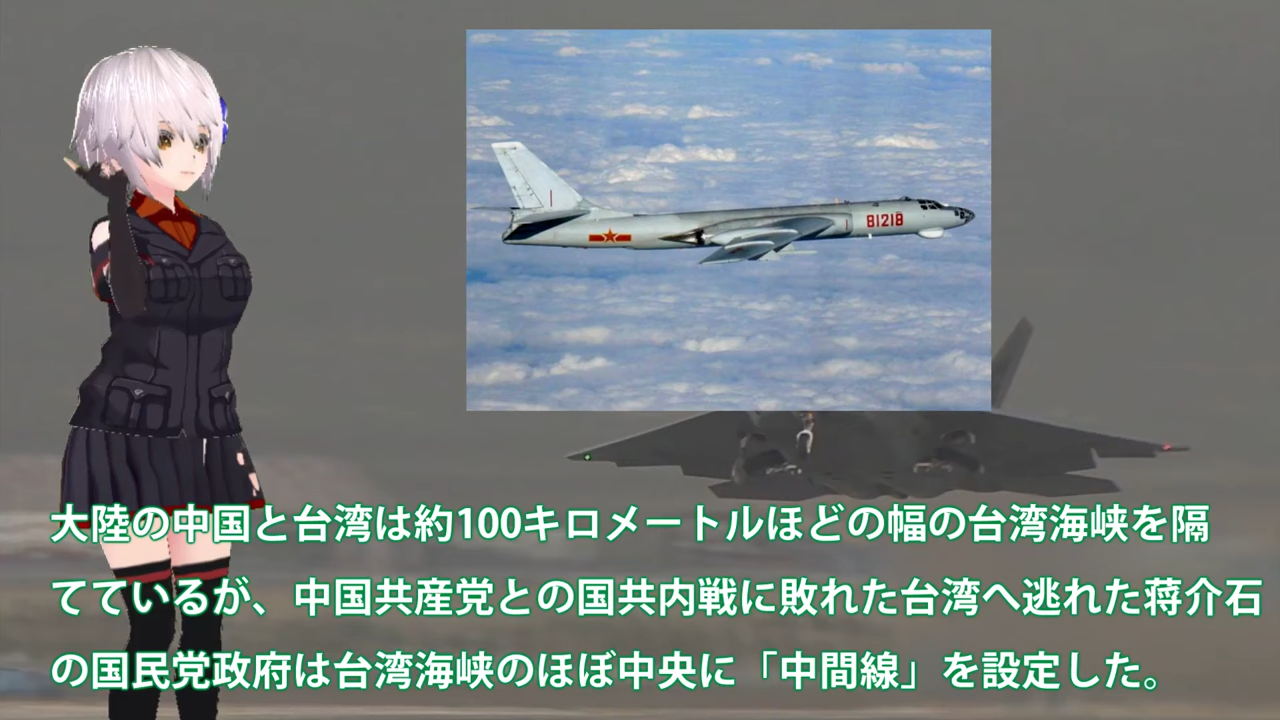 81218
大陸の中国と台湾は約100キロメートルほどの幅の台湾海峡を隔
てているが、中国共産党との国共内戦に敗れた台湾へ逃れた蒋介石
の国民党政府は台湾海峡のほぼ中央に「中間線」を設定した。